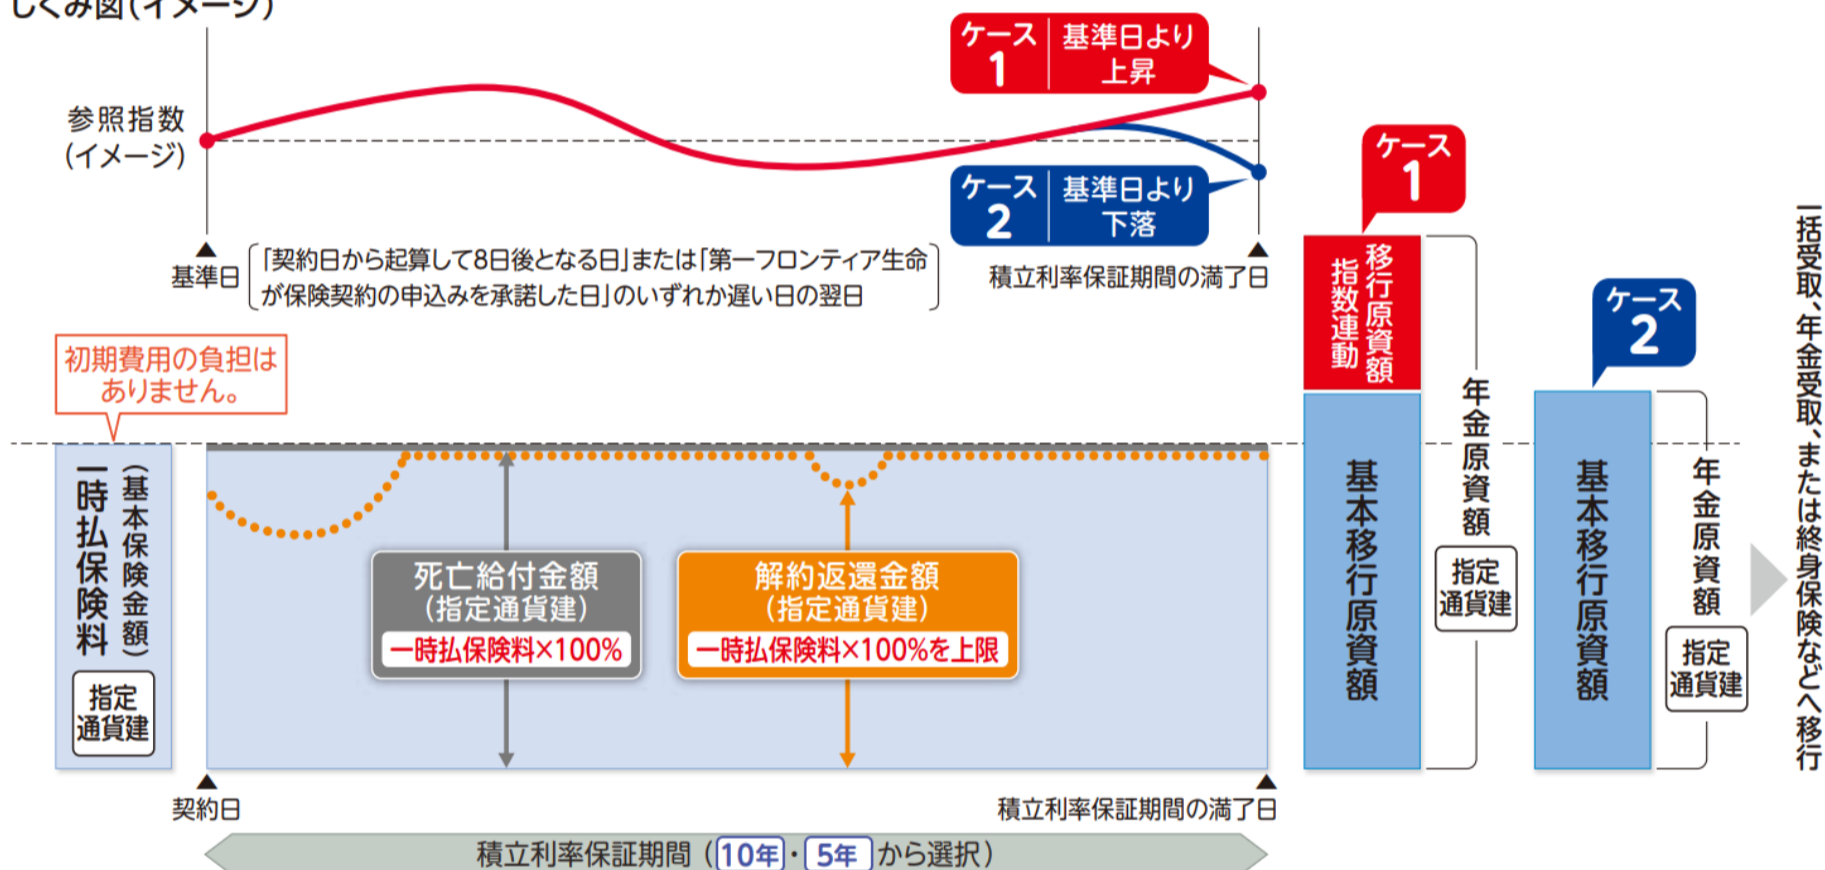 しくみ図(イメージ)
ケース
1
基準日より
上昇
参照指数
(イメージ)
ケース
2
基準日より
下落
基準日
「契約日から起算して8日後となる日」または「第一フロンティア生命
が保険契約の申込みを承諾した日」のいずれか遅い日の翌日
積立利率保証期間の満了日
初期費用の負担は
ありません。
一時払保険料
(基本保険金額)
指定
通貨建
死亡給付金額
(指定通貨建)
一時払保険料×100%
解約返還金額
(指定通貨建)
一時払保険料×100%を上限
契約日
積立利率保証期間の満了日
積立利率保証期間(10年・5年から選択)
ケース
1
指数連動
移行原資額
基本移行原資額
年金原資額
指定
通貨建
ケース
2
基本移行原資額
年金原資額
指定
通貨建
一括受取、年金受取、または終身保険などへ移行